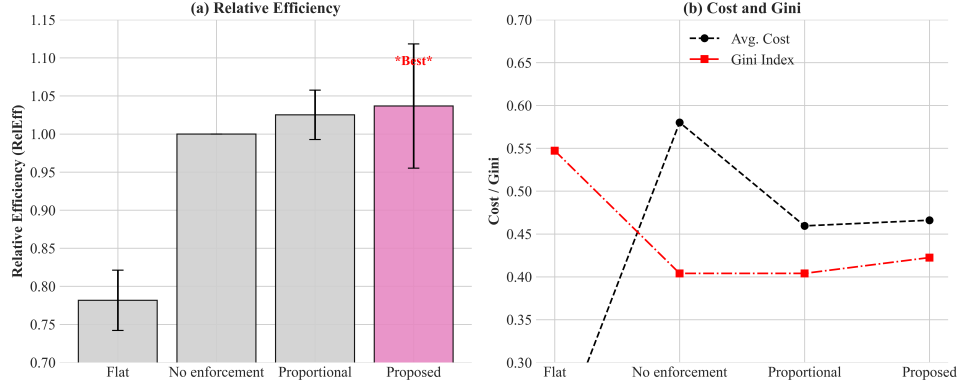 (a) Relative Efficiency
Relative Efficiency (RelEff)
1.15
1.10
1.05
1.00
0.95
0.90
0.85
0.80
0.75
0.70
*Best*
Flat
No enforcement
Proportional
Proposed
(b) Cost and Gini
Cost / Gini
0.70
0.65
0.60
0.55
0.50
0.45
0.40
0.35
0.30
Avg. Cost
Gini Index
Flat
No enforcement
Proportional
Proposed